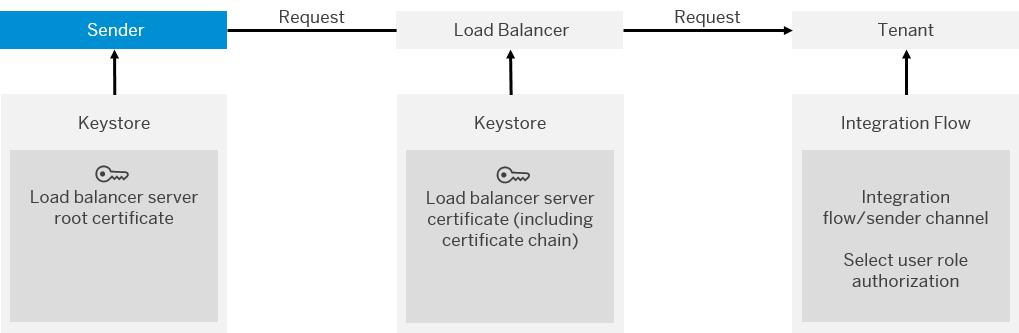 Request
Request
Sender
Load Balancer
Tenant
Keystore
Keystore
Integration Flow
Load balancer server
root certificate
Load balancer server
certificate (including
certificate chain)
Integration
flow/sender channel
Select user role
authorization